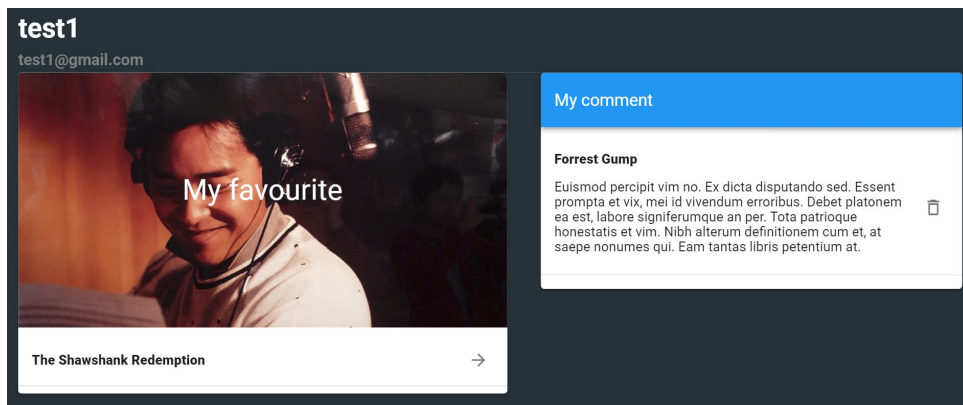 test1
test1@gmail.com
My favourite
The Shawshank Redemption
My comment
Forrest Gump
Euismod percipit vim no. Ex dicta disputando sed. Essent
prompta et vix, mei id vivendum erroribus. Debet platonem
ea est, labore signiferumque an per. Tota patrioque
honestatis et vim. Nibh alterum definitionem cum et, at
saepe nonumes qui. Eam tantas libris petentium at.